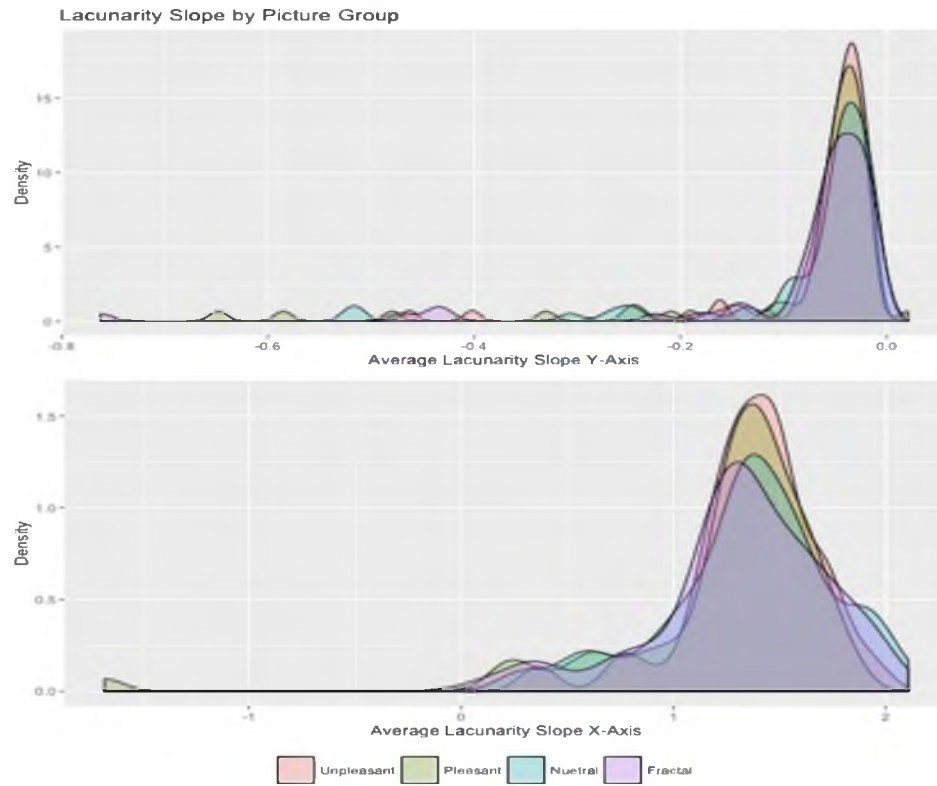 Lacunarity Slope by Picture Group
Density
15
10
5
0
-0.8 -0.6 -0.4 -0.2 0.0
Average Lacunarity Slope Y-Axis
Density
1.5
1.0
0.5
0.0
-1 0 1 2
Average Lacunarity Slope X-Axis
Unpleasant Pleasant Nuetral Fractal